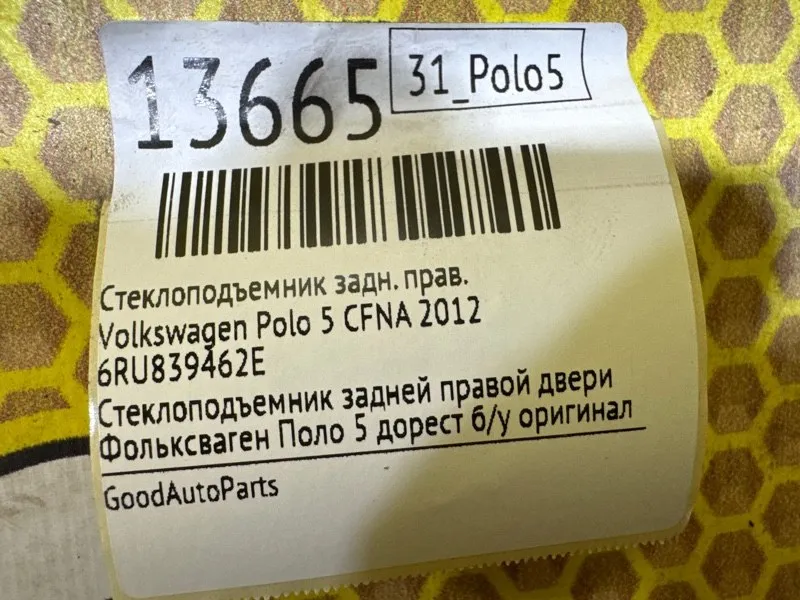 13665
31_Polo5
Стеклоподъемник задн. прав.
Volkswagen Polo 5 CFNA 2012
6RU839462E
Стеклоподъемник задней правой двери
Фольксваген Поло 5 дорест б/у оригинал
GoodAutoParts